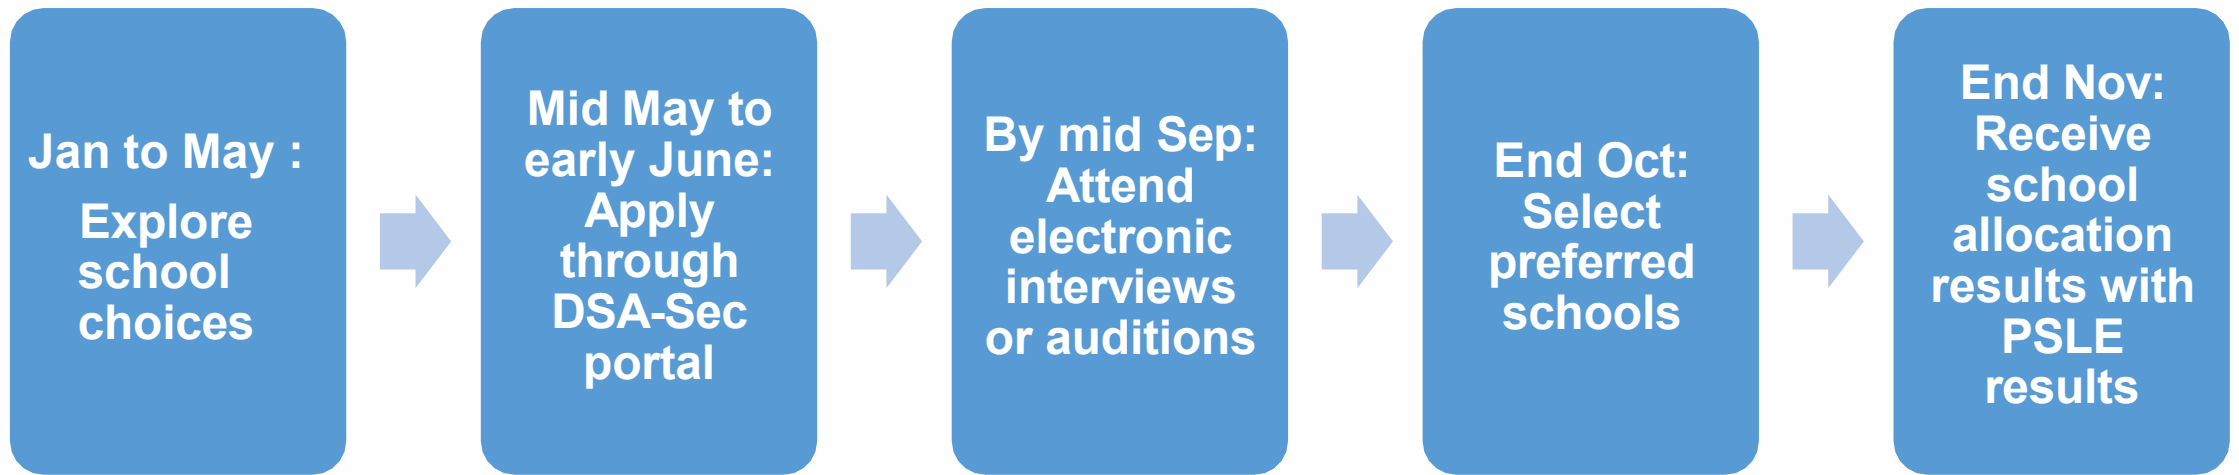 Jan to May :
Explore
school
choices
Mid May to
early June:
Apply
through
DSA-Sec
portal
By mid Sep:
Attend
electronic
interviews
or auditions
End Oct:
Select
preferred
schools
End Nov:
Receive
school
allocation
results with
PSLE
results